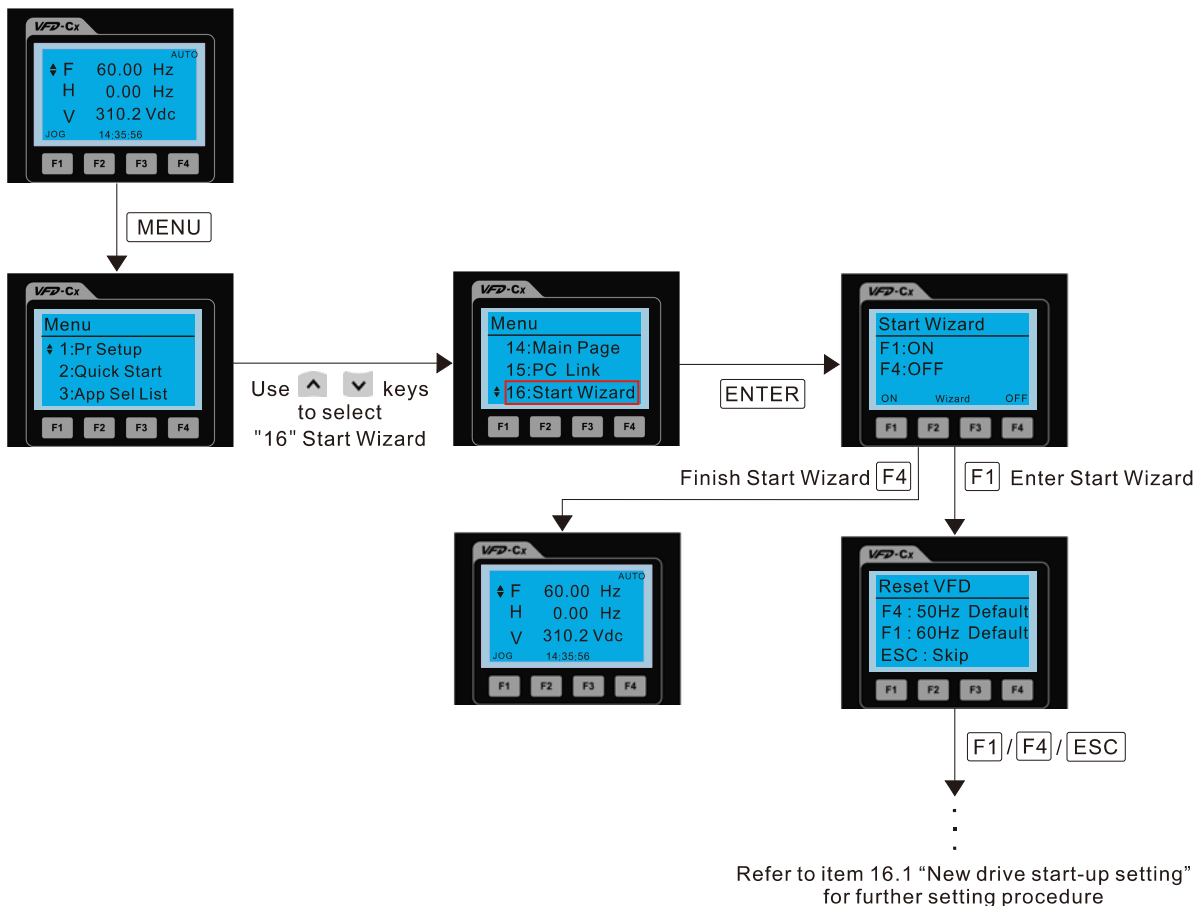 VFD-Cx
AUTO
F 60.00 Hz
H 0.00 Hz
V 310.2 Vdc
JOG 14:35:56
F1 F2 F3 F4
MENU
VFD-Cx
Menu
1:Pr Setup
2:Quick Start
3:App Sel List
F1 F2 F3 F4
Use keys
to select
"16" Start Wizard
VFD-Cx
Menu
14:Main Page
15:PC Link
16:Start Wizard
F1 F2 F3 F4
ENTER
VFD-Cx
Start Wizard
F1:ON
F4:OFF
ON Wizard OFF
F1 F2 F3 F4
Finish Start Wizard F4
F1 Enter Start Wizard
VFD-Cx
AUTO
F 60.00 Hz
H 0.00 Hz
V 310.2 Vdc
JOG 14:35:56
F1 F2 F3 F4
VFD-Cx
Reset VFD
F4 : 50Hz Default
F1 : 60Hz Default
ESC : Skip
F1 F2 F3 F4
F1 / F4 / ESC
Refer to item 16.1 “New drive start-up setting”
for further setting procedure